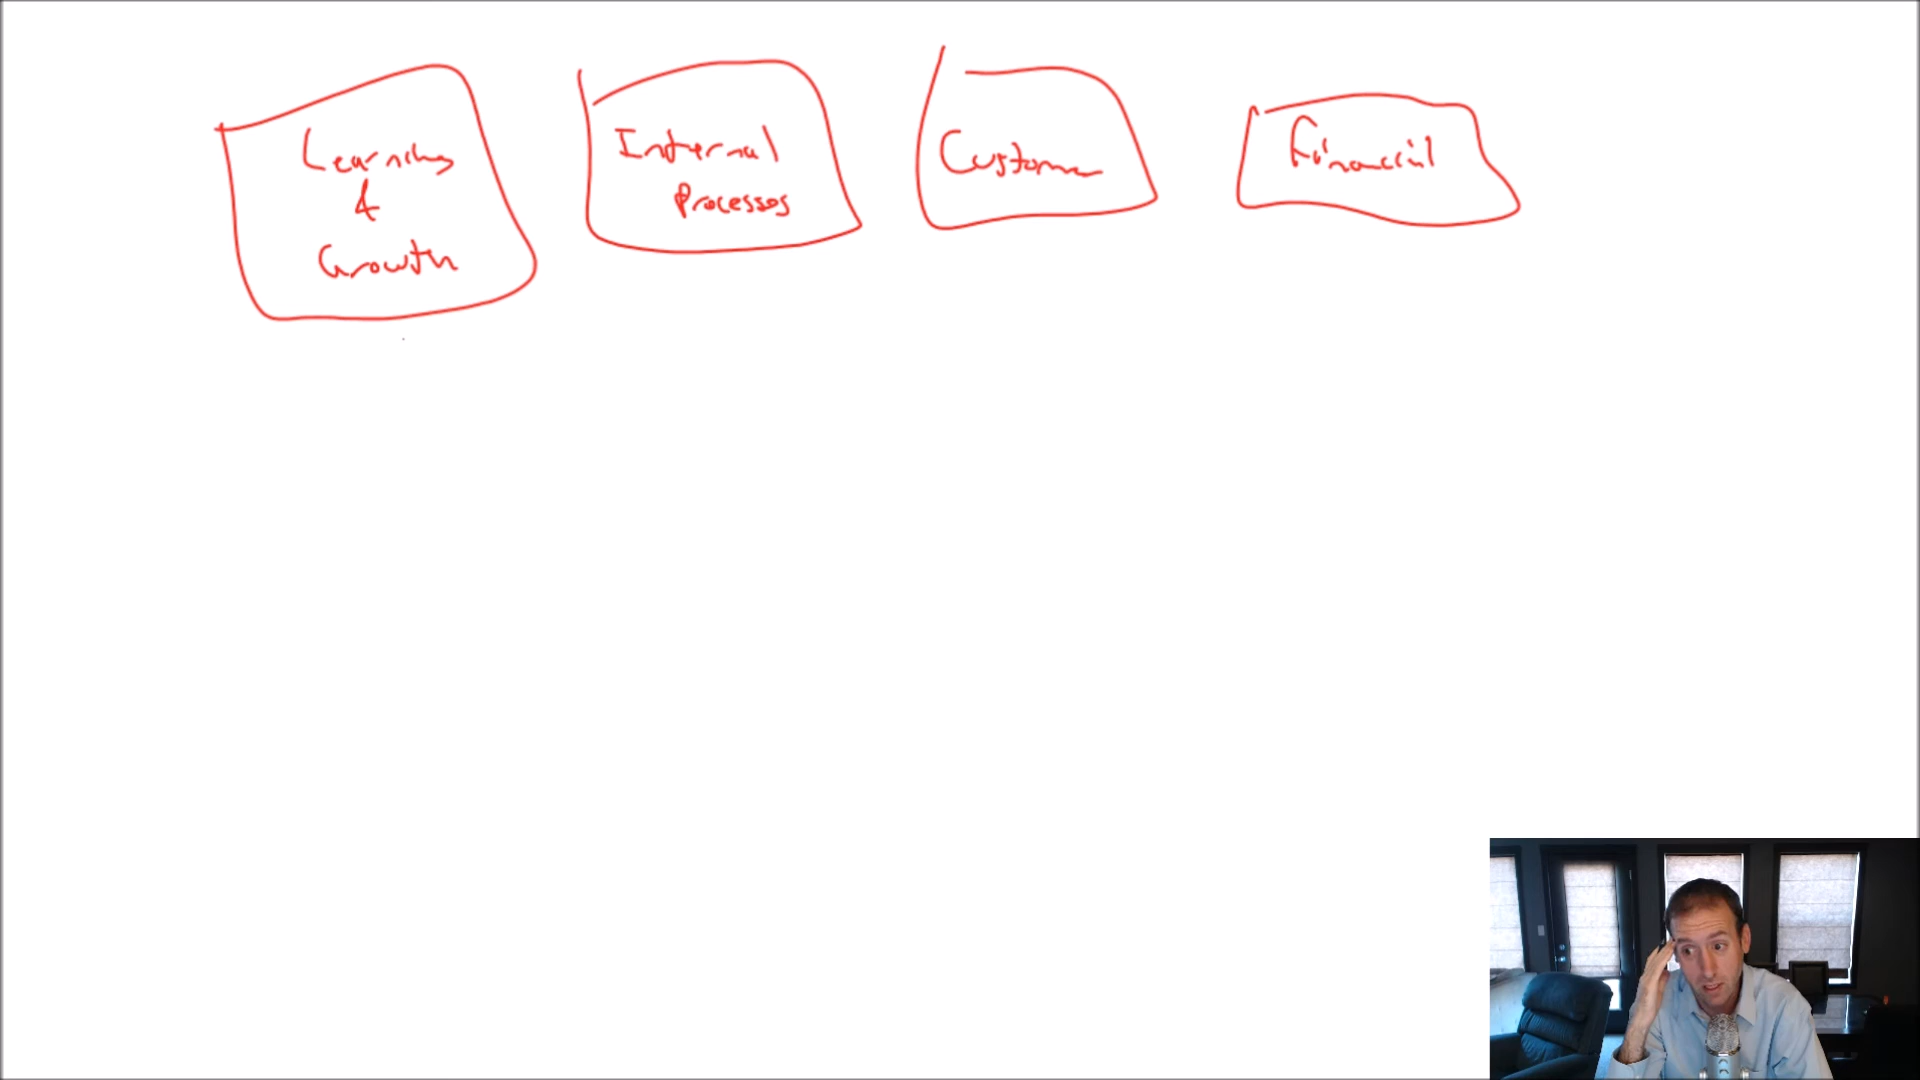 Learning
&
Growth
Internal
Processes
Customer
Financial